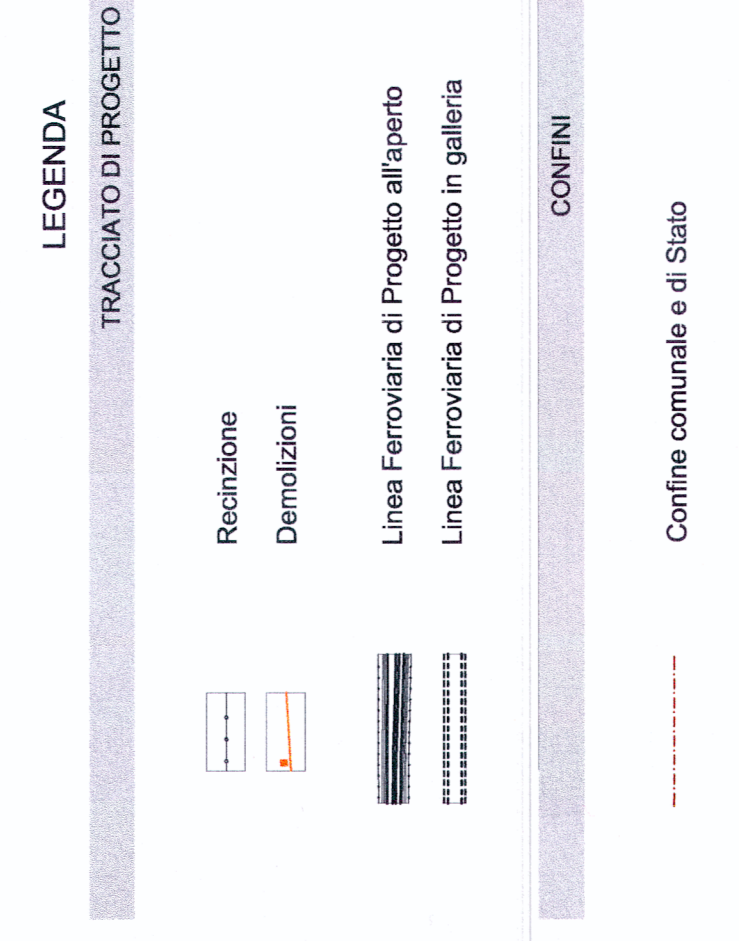 LEGENDA
TRACCIATO DI PROGETTO
Recinzione
Demolizioni
Linea Ferroviaria di Progetto all'aperto
Linea Ferroviaria di Progetto in galleria
CONFINI
Confine comunale e di Stato